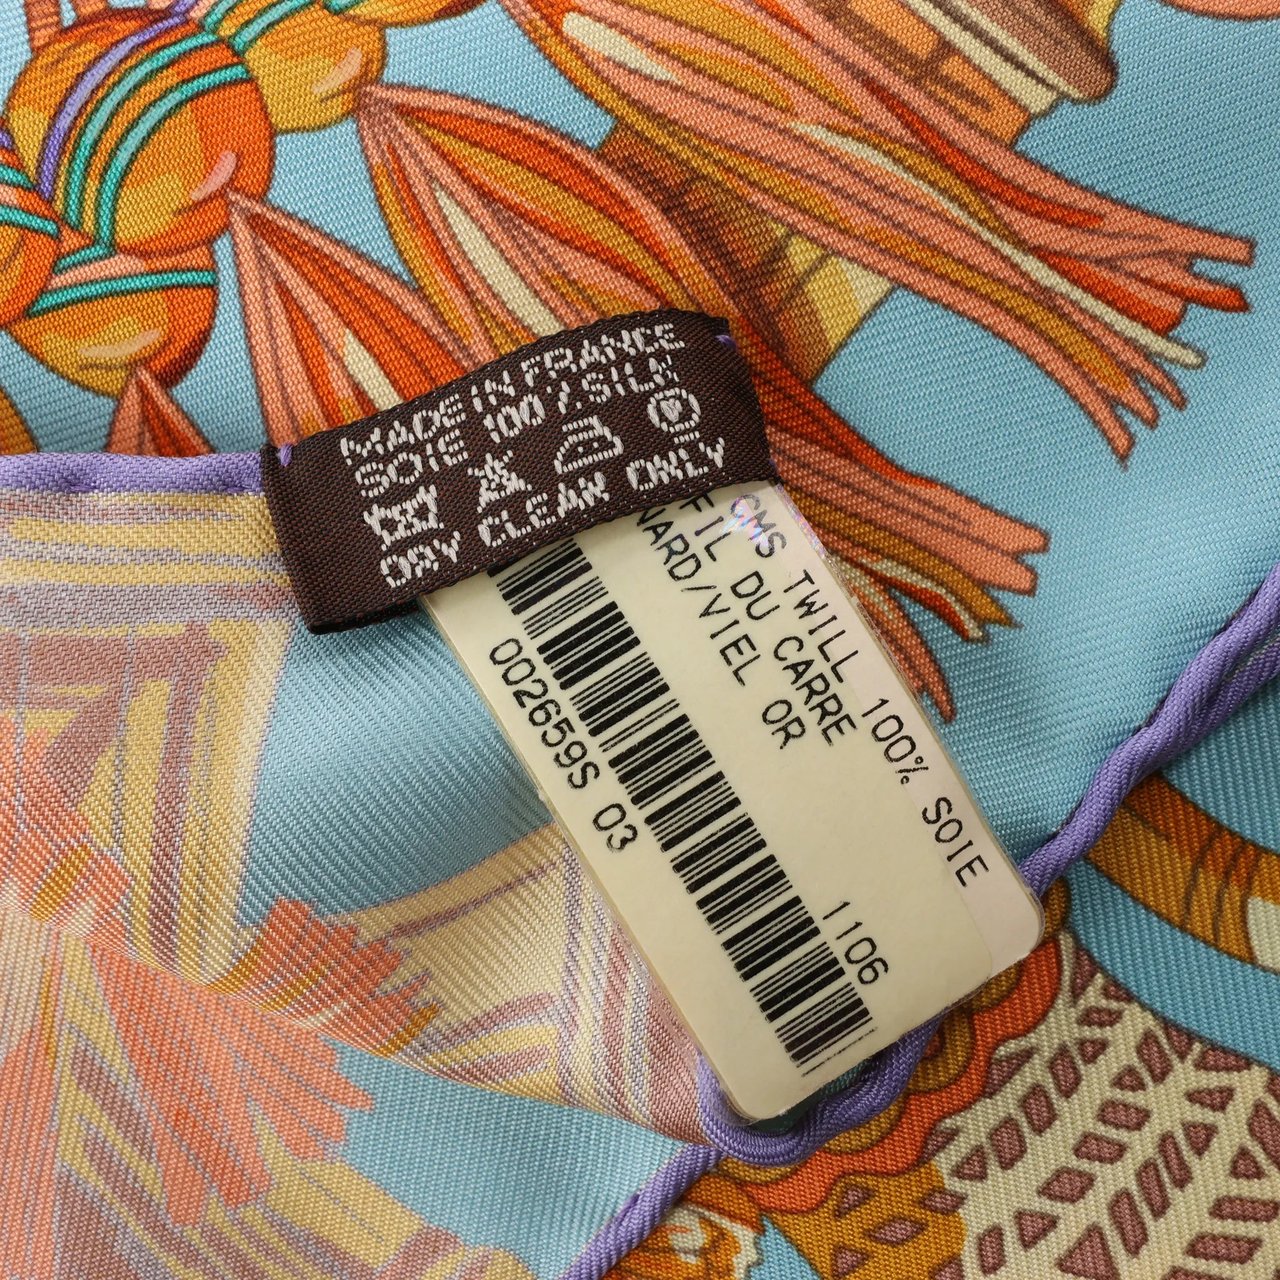 MADE IN FRANCE
SOIE 100% SILK
DRY CLEAN ONLY
CMS TWILL 100% SOIE
FIL DU CARRE
NARD/VIEL OR
1106
002659S 03